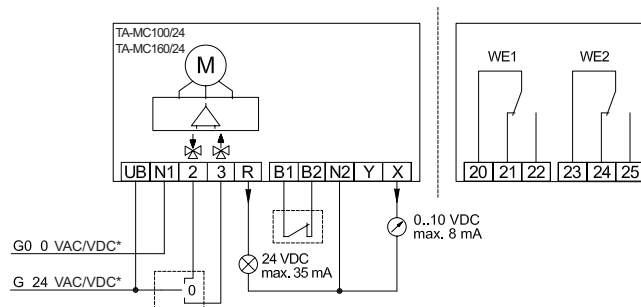 TA-MC100/24
TA-MC160/24
M
UB N1 2 3 R B1 B2 N2 Y X
WE1 WE2
20 21 22 23 24 25
0..10 VDC
max. 8 mA
G0 0 VAC/VDC*
24 VDC
max. 35 mA
G 24 VAC/VDC*
0